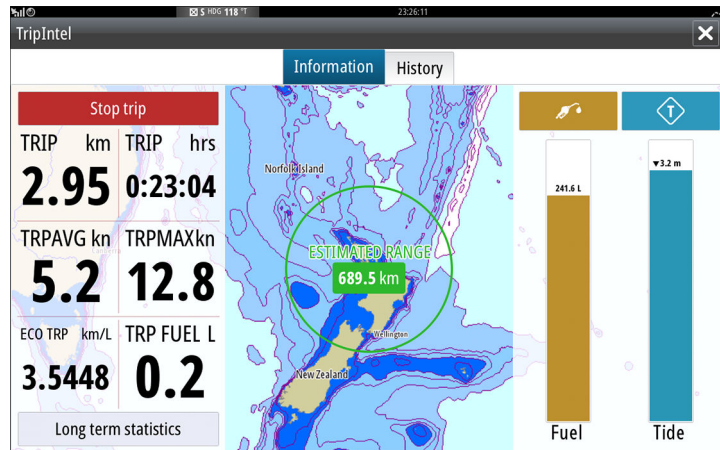 S HDG 118 °T
23:26:11
TripIntel
Information
History
Stop trip
TRIP km
2.95
TRIP hrs
0:23:04
TRPAVG kn
5.2
TRPMAX kn
12.8
ECO TRP km/L
3.5448
TRP FUEL L
0.2
Long term statistics
Norfolk Island
ESTIMATED RANGE
689.5 km
Wellington
New Zealand
T
241.6 L
▼3.2 m
Fuel
Tide